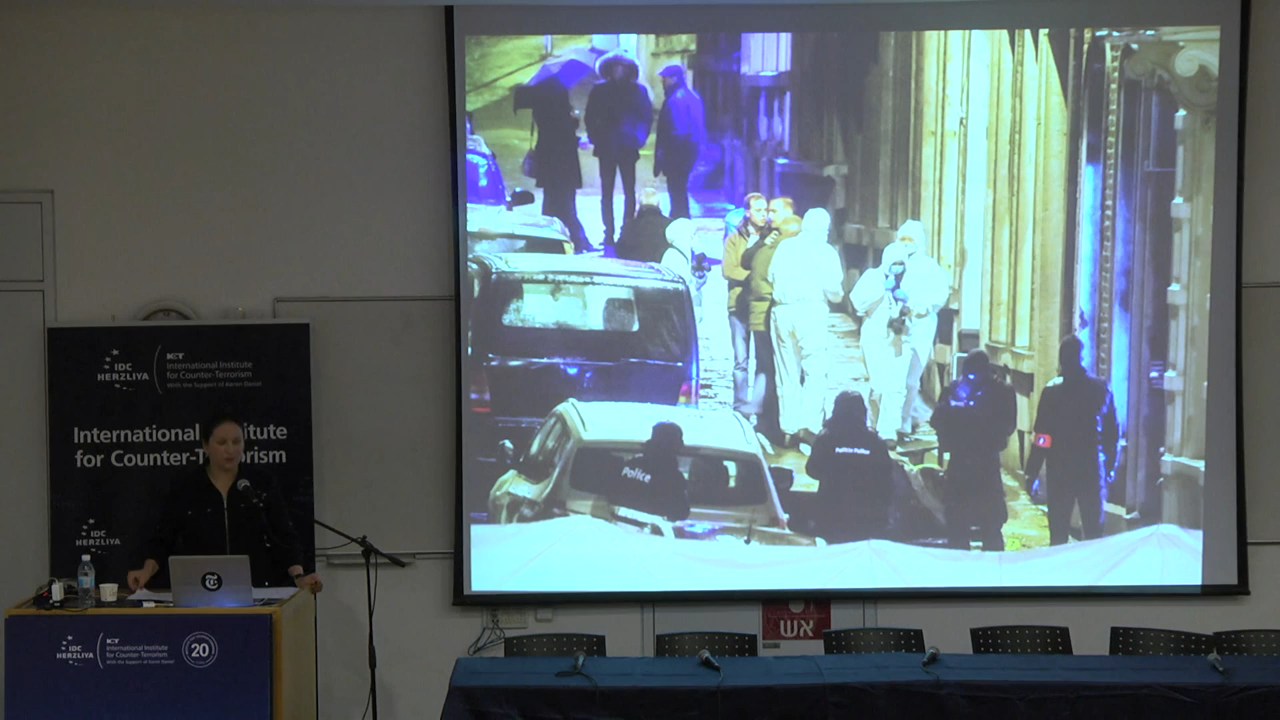 IDC
HERZLIYA
ICT
International Institute
for Counter-Terrorism
With the Support of Keren Daniel
International Institute
for Counter-Terrorism
IDC
HERZLIYA
IDC
HERZLIYA
ICT
International Institute
for Counter-Terrorism
With the Support of Keren Daniel
20
Police
Politie Police
אש